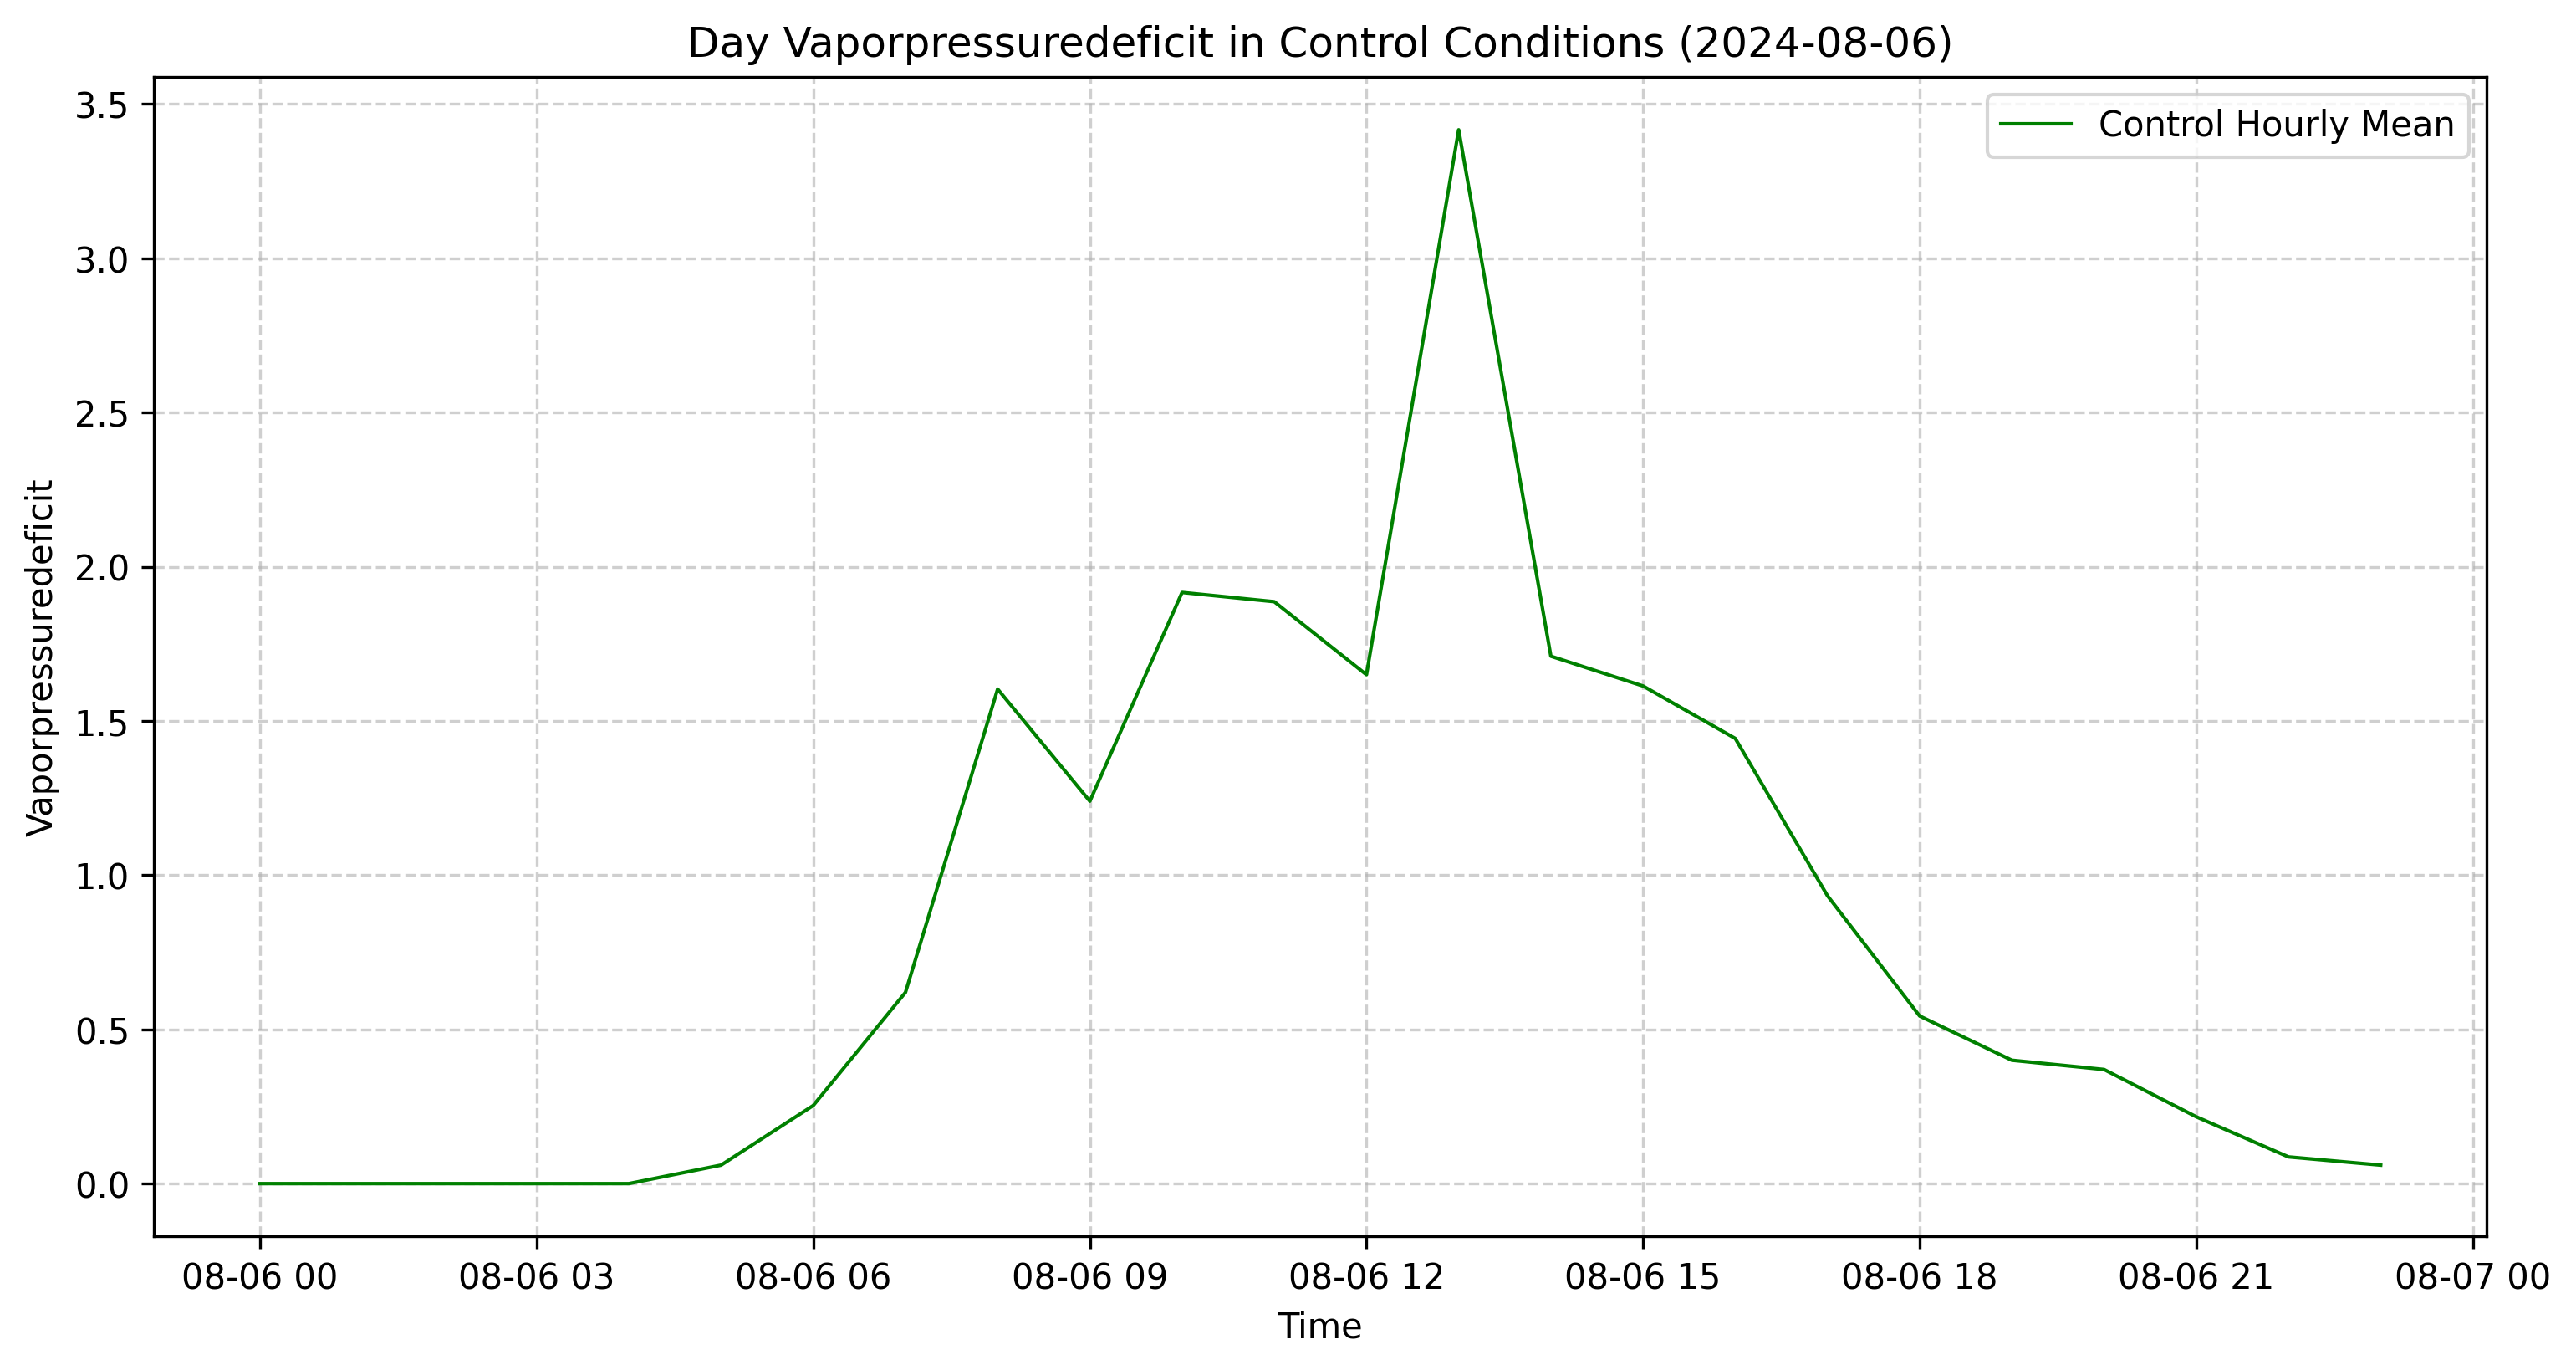 Day Vaporpressuredeficit in Control Conditions (2024-08-06)
Control Hourly Mean
3.5
3.0
2.5
2.0
1.5
1.0
0.5
0.0
Vaporpressuredeficit
08-06 00 08-06 03 08-06 06 08-06 09 08-06 12 08-06 15 08-06 18 08-06 21 08-07 00
Time